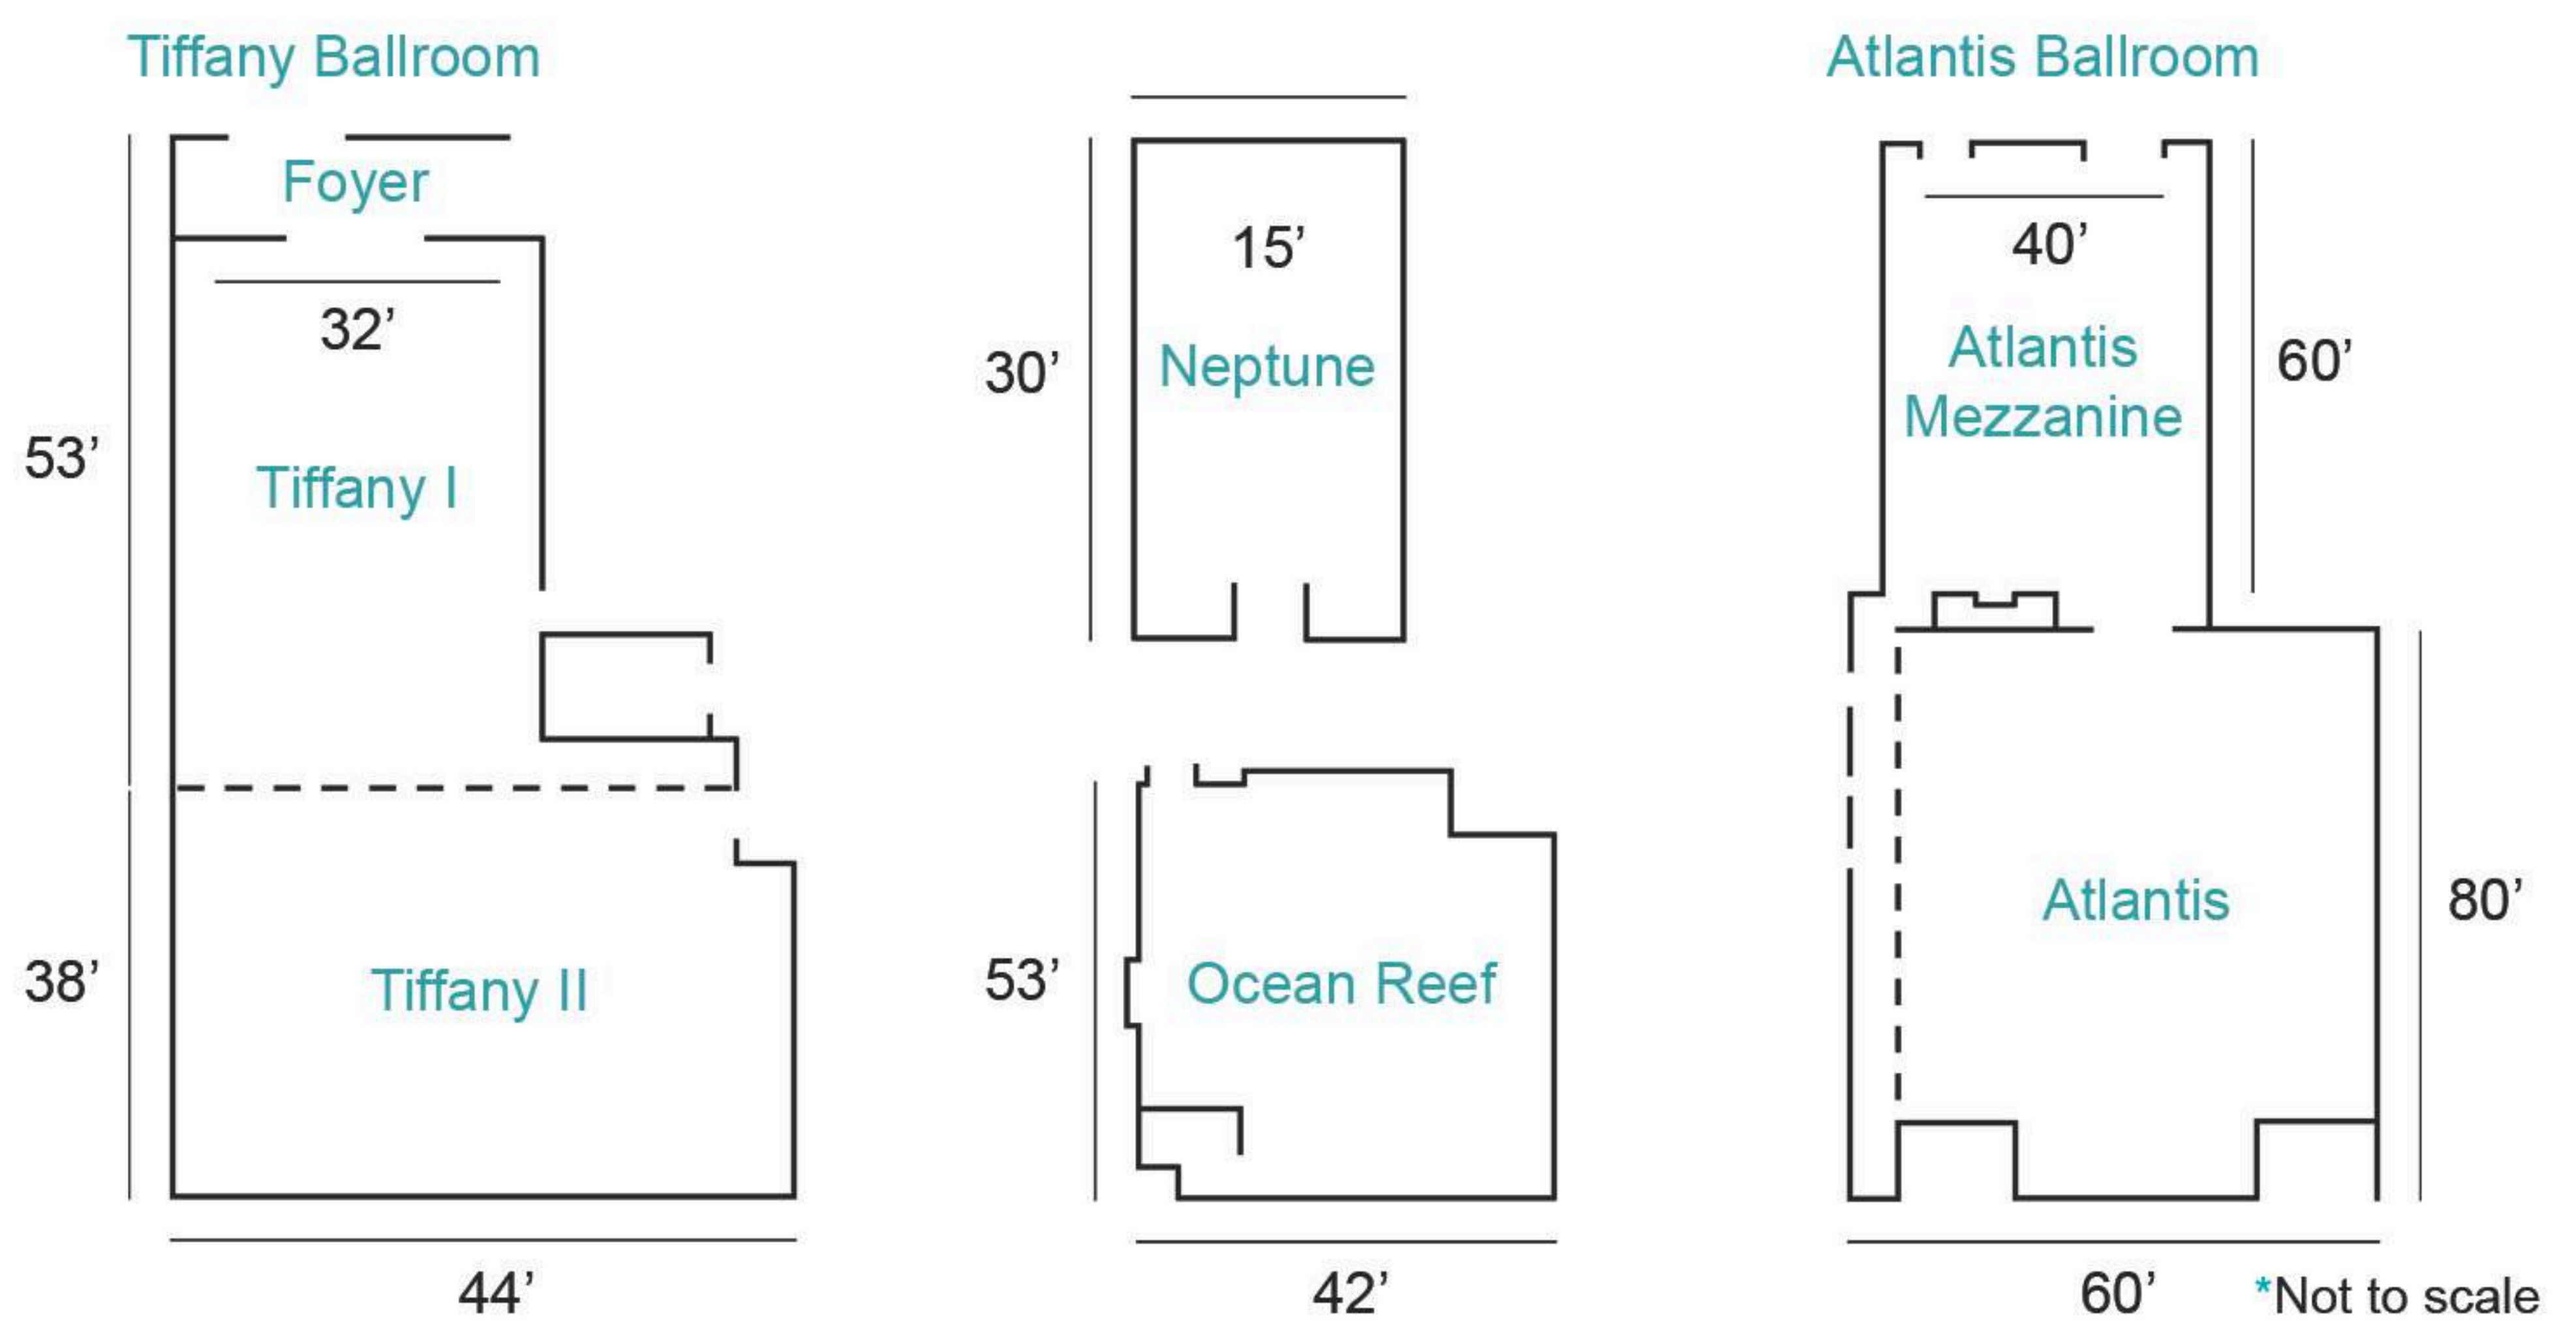 Tiffany Ballroom
Foyer
32’
53’
Tiffany I
38’
Tiffany II
44’
15’
30’
Neptune
53’
Ocean Reef
42’
Atlantis Ballroom
40’
Atlantis
Mezzanine
60’
Atlantis
80’
60’
*Not to scale